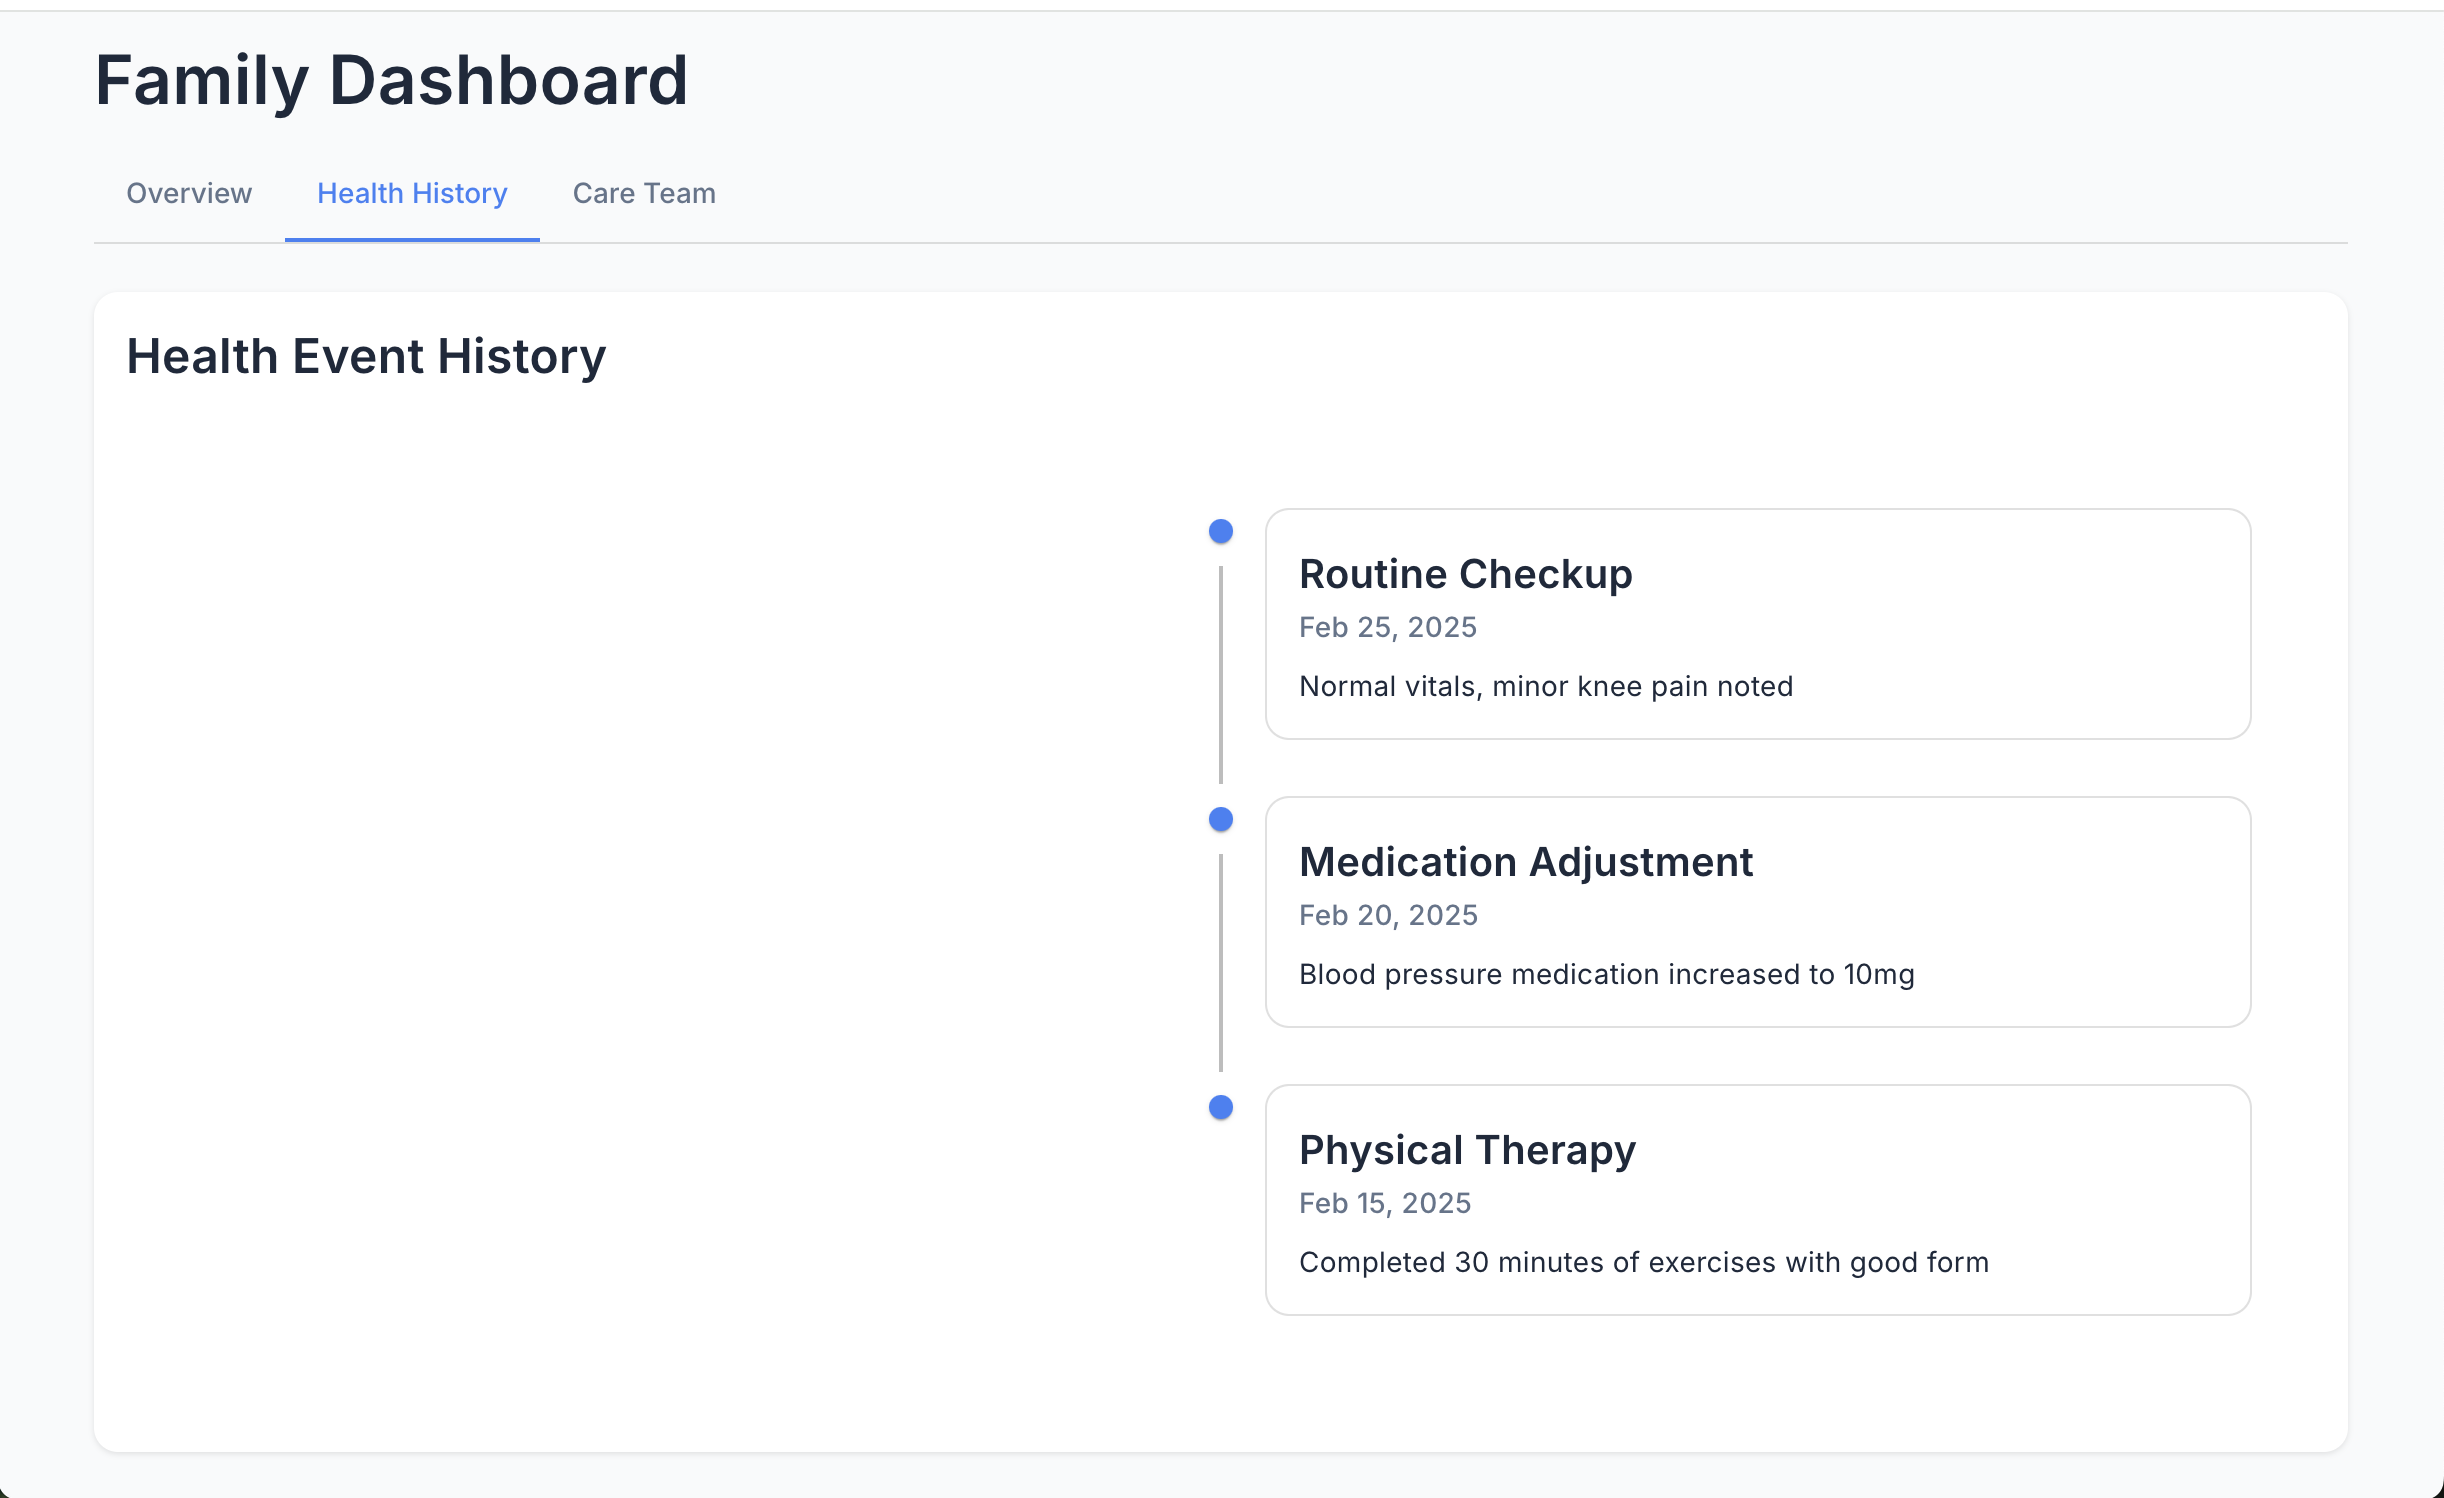 Family Dashboard
Overview Health History Care Team
Health Event History
Routine Checkup
Feb 25, 2025
Normal vitals, minor knee pain noted
Medication Adjustment
Feb 20, 2025
Blood pressure medication increased to 10mg
Physical Therapy
Feb 15, 2025
Completed 30 minutes of exercises with good form